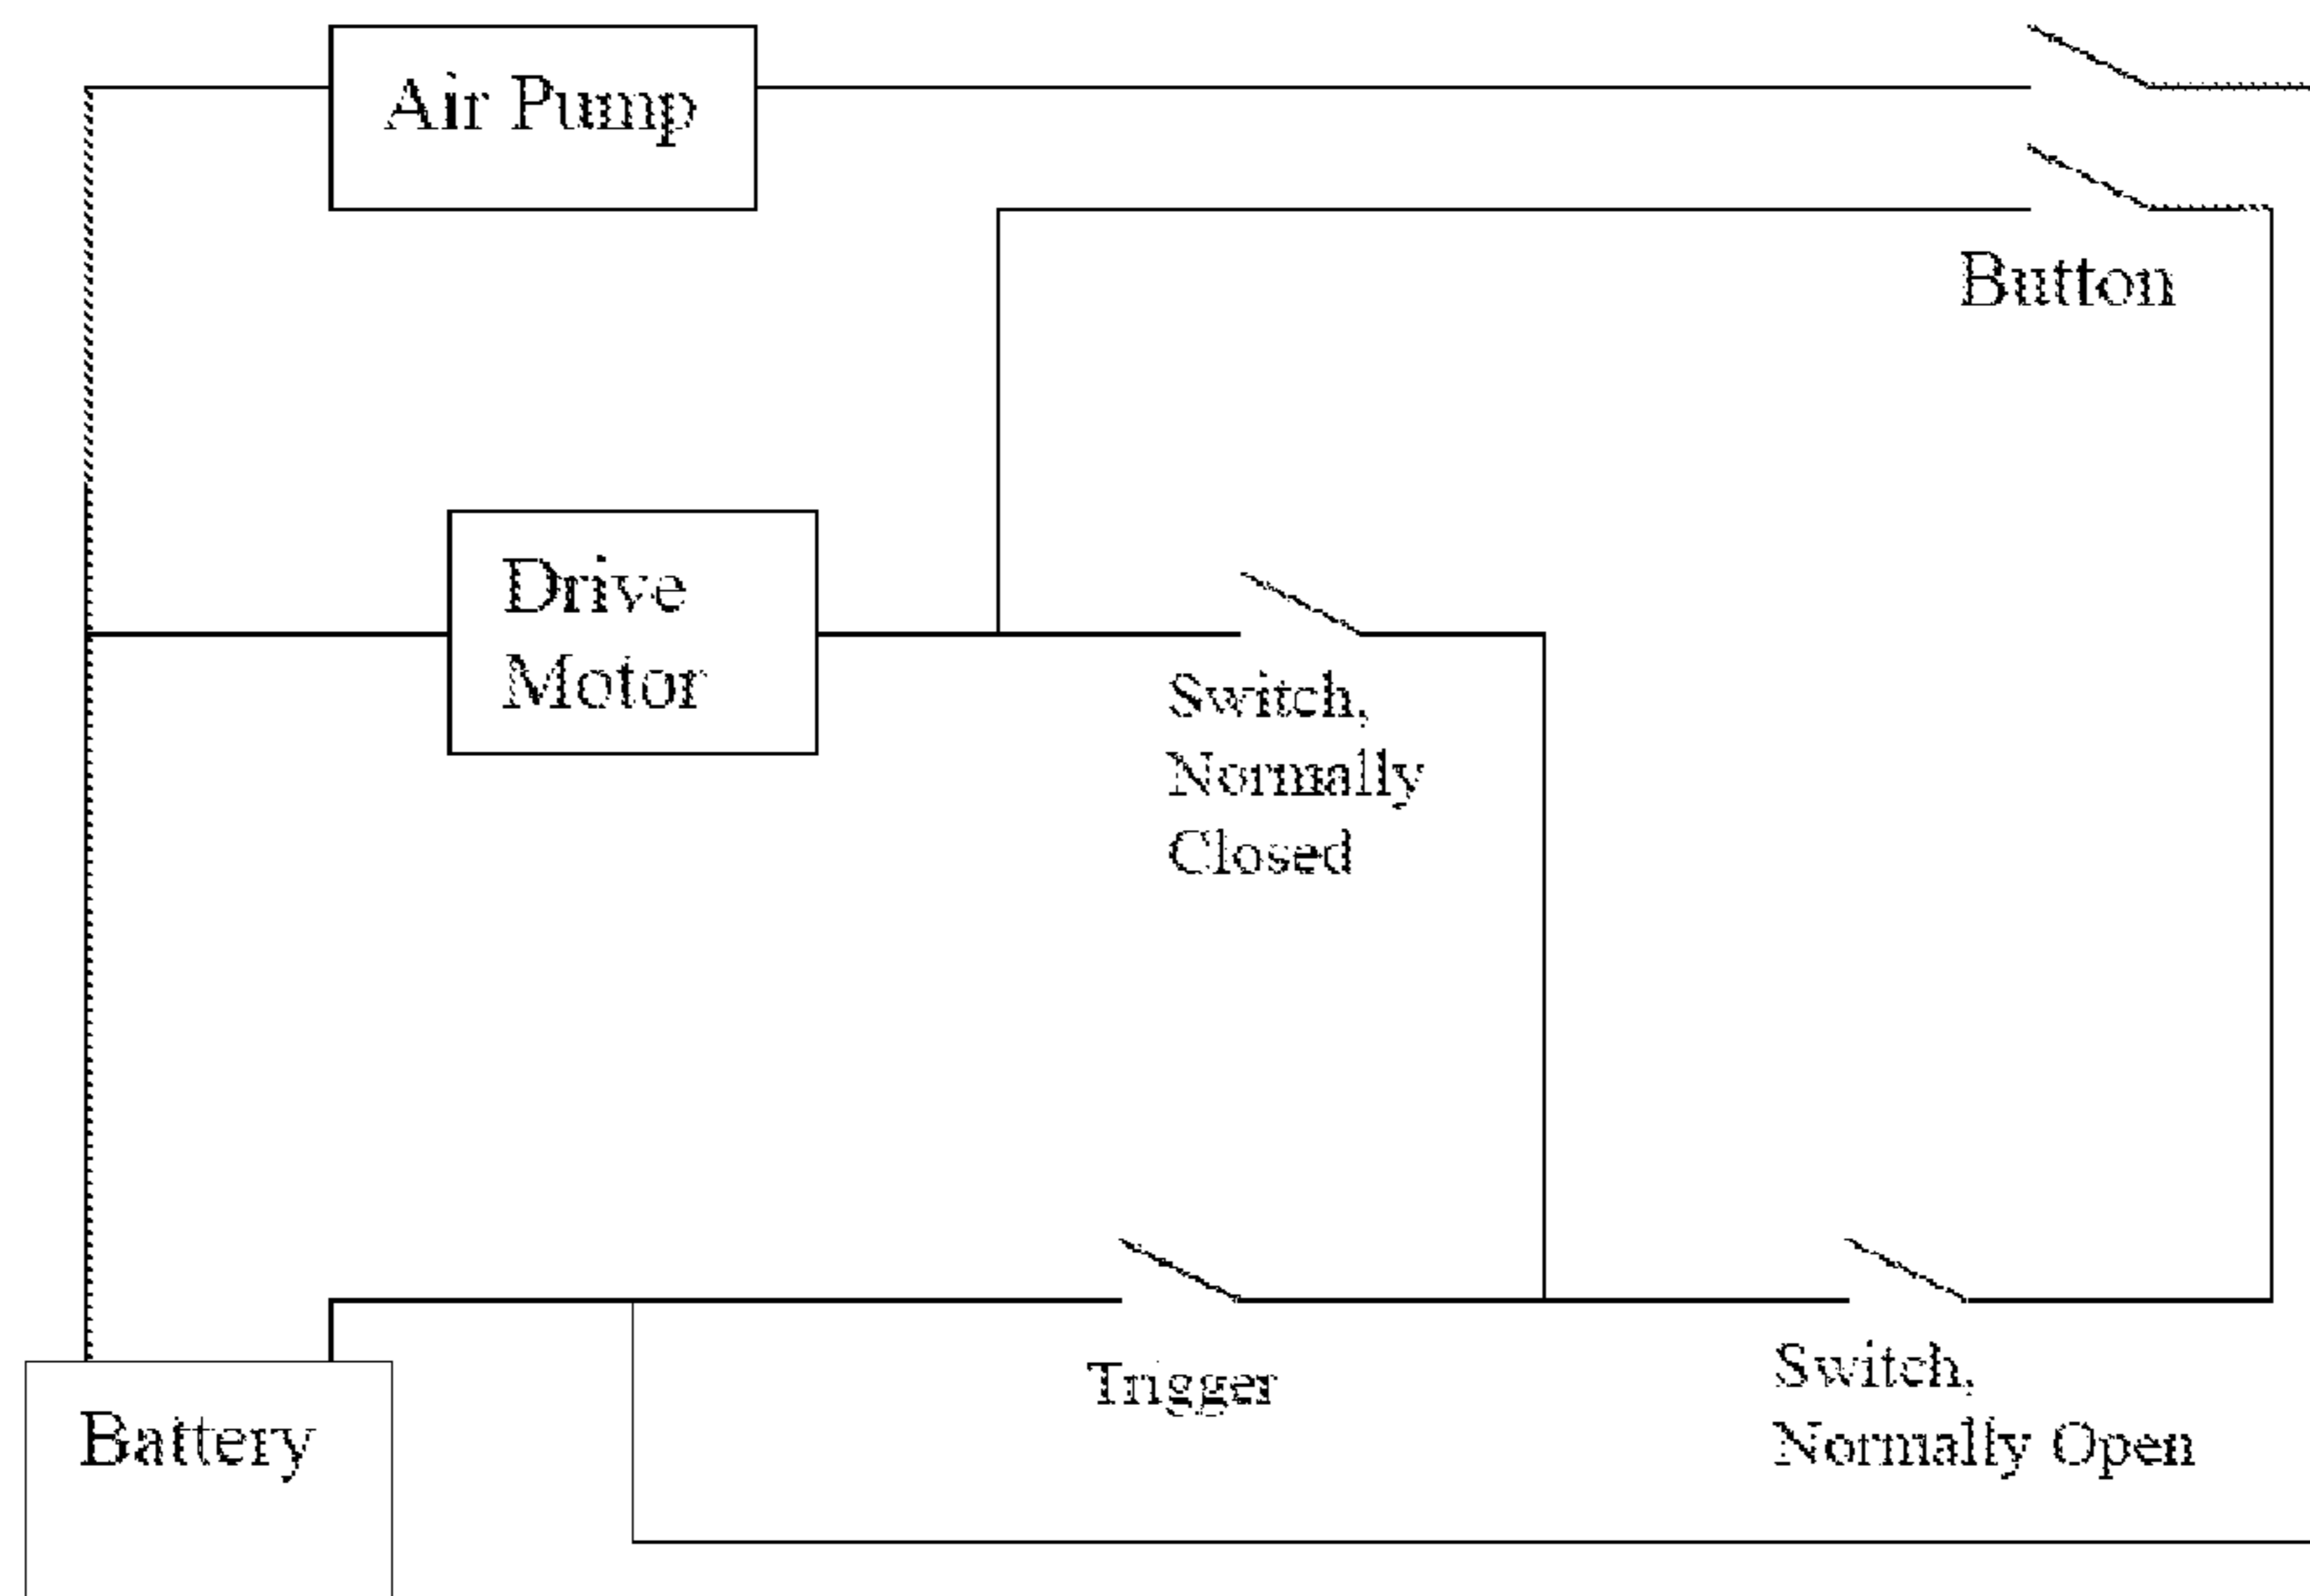 Air Pump
Button
Drive
Motor
Switch,
Normally
Closed
Trigger
Switch,
Normally Open
Battery